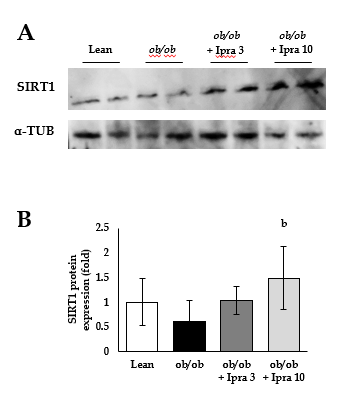 A
Lean
ob/ob
ob/ob
+ Ipra 3
ob/ob
+ Ipra 10
SIRT1
α-TUB
B
SIRT1 protein
expression (fold)
2.5
2
1.5
1
0.5
0
b
Lean
ob/ob
ob/ob
+ Ipra 3
ob/ob
+ Ipra 10